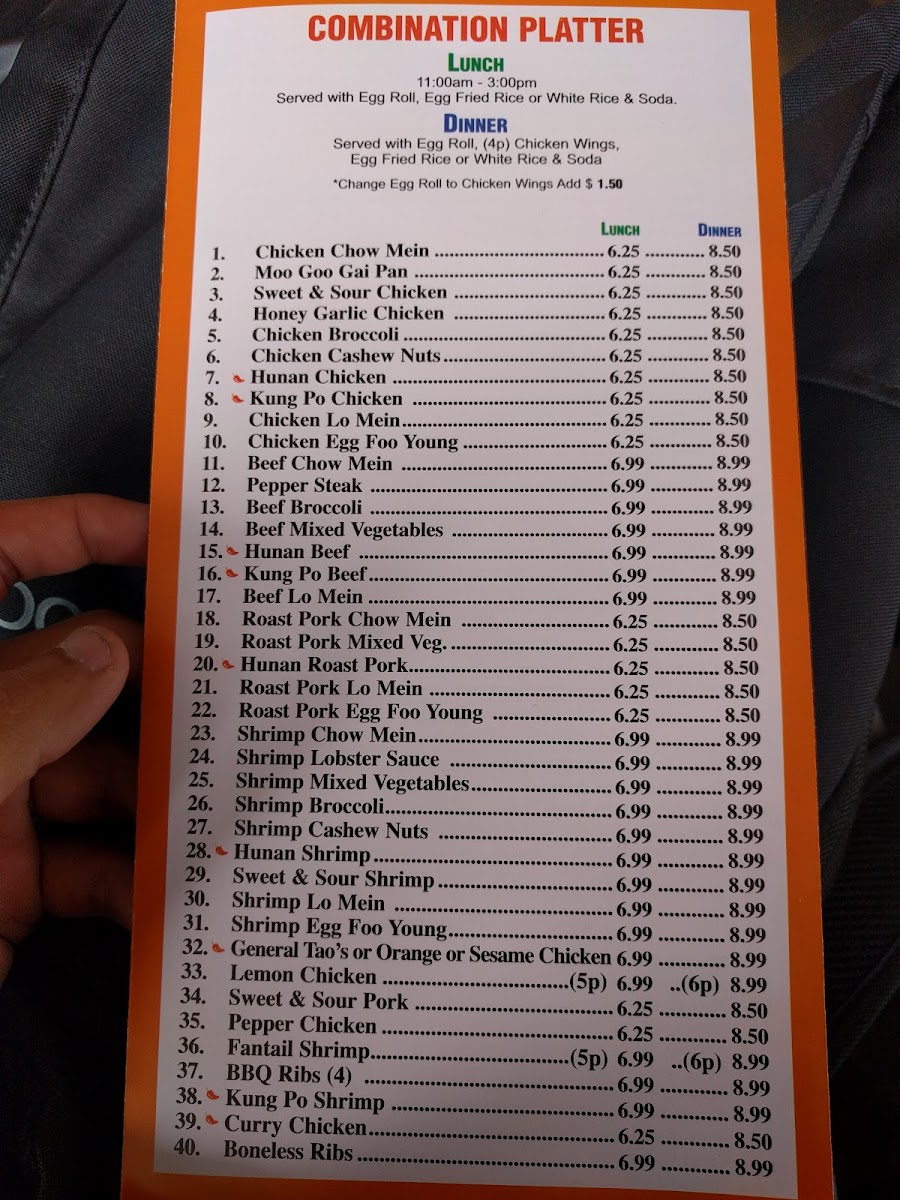 COMBINATION PLATTER
LUNCH
11:00am - 3:00pm
Served with Egg Roll, Egg Fried Rice or White Rice & Soda.
DINNER
Served with Egg Roll, (4p) Chicken Wings,
Egg Fried Rice or White Rice & Soda
*Change Egg Roll to Chicken Wings Add $ 1.50
LUNCH DINNER
1. Chicken Chow Mein 6.25 8.50
2. Moo Goo Gai Pan 6.25 8.50
3. Sweet & Sour Chicken 6.25 8.50
4. Honey Garlic Chicken 6.25 8.50
5. Chicken Broccoli 6.25 8.50
6. Chicken Cashew Nuts 6.25 8.50
7. Hunan Chicken 6.25 8.50
8. Kung Po Chicken 6.25 8.50
9. Chicken Lo Mein 6.25 8.50
10. Chicken Egg Foo Young 6.25 8.50
11. Beef Chow Mein 6.99 8.99
12. Pepper Steak 6.99 8.99
13. Beef Broccoli 6.99 8.99
14. Beef Mixed Vegetables 6.99 8.99
15. Hunan Beef 6.99 8.99
16. Kung Po Beef 6.99 8.99
17. Beef Lo Mein 6.99 8.99
18. Roast Pork Chow Mein 6.25 8.50
19. Roast Pork Mixed Veg. 6.25 8.50
20. Hunan Roast Pork 6.25 8.50
21. Roast Pork Lo Mein 6.25 8.50
22. Roast Pork Egg Foo Young 6.25 8.50
23. Shrimp Chow Mein 6.99 8.99
24. Shrimp Lobster Sauce 6.99 8.99
25. Shrimp Mixed Vegetables 6.99 8.99
26. Shrimp Broccoli 6.99 8.99
27. Shrimp Cashew Nuts 6.99 8.99
28. Hunan Shrimp 6.99 8.99
29. Sweet & Sour Shrimp 6.99 8.99
30. Shrimp Lo Mein 6.99 8.99
31. Shrimp Egg Foo Young 6.99 8.99
32. General Tao's or Orange or Sesame Chicken 6.99 8.99
33. Lemon Chicken (5p) 6.99 ..(6p) 8.99
34. Sweet & Sour Pork 6.25 8.50
35. Pepper Chicken 6.25 8.50
36. Fantail Shrimp (5p) 6.99 ..(6p) 8.99
37. BBQ Ribs (4) 6.99 8.99
38. Kung Po Shrimp 6.99 8.99
39. Curry Chicken 6.25 8.50
40. Boneless Ribs 6.99 8.99